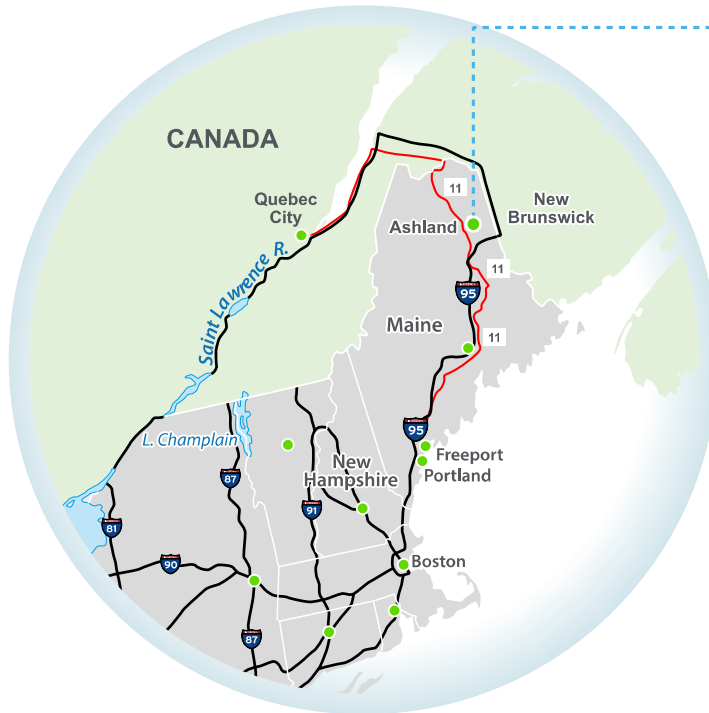 CANADA
Quebec
City
11
New
Brunswick
Ashland
Saint Lawrence R.
11
95
Maine
11
95
L. Champlain
Freeport
Portland
New
Hampshire
87
91
81
90
Boston
87